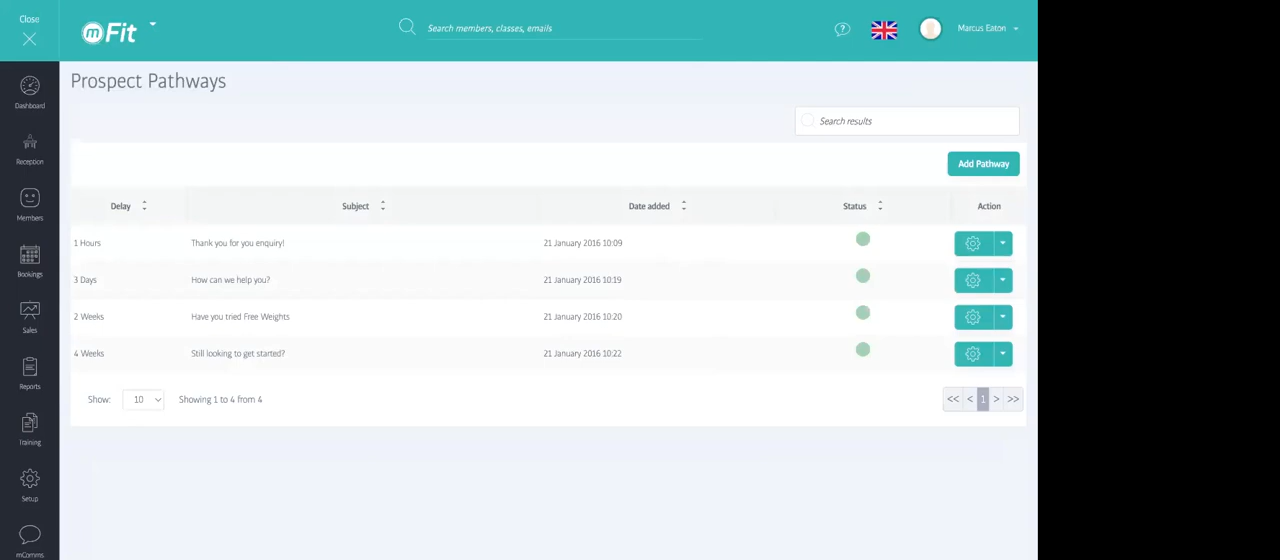 Close
mFit
Search members, classes, emails
Marcus Eaton
Dashboard
Reception
Members
Bookings
Sales
Reports
Training
Setup
mComms
Prospect Pathways
Search results
Add Pathway
Delay Subject Date added Status Action
1 Hours Thank you for you enquiry! 21 January 2016 10:09
3 Days How can we help you? 21 January 2016 10:19
2 Weeks Have you tried Free Weights 21 January 2016 10:20
4 Weeks Still looking to get started? 21 January 2016 10:22
Show: 10 Showing 1 to 4 from 4
<< < 1 > >>